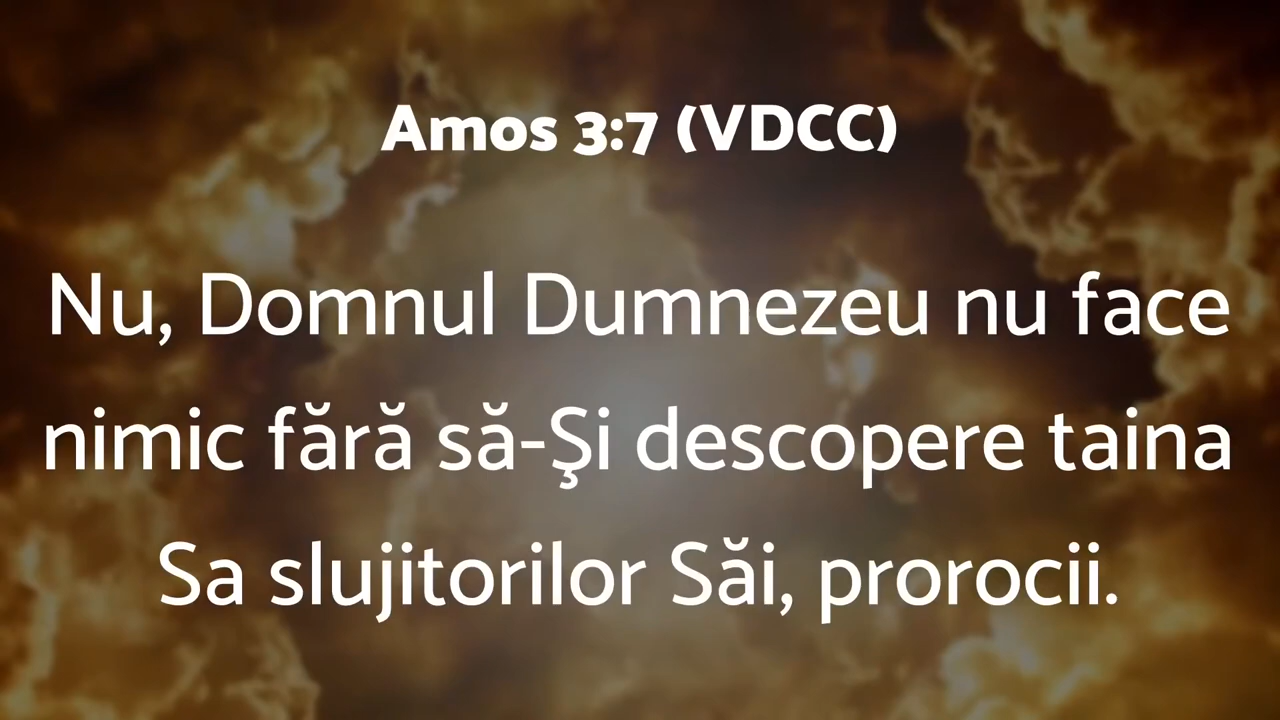 Amos 3:7 (VDCC)
Nu, Domnul Dumnezeu nu face
nimic fără să-Şi descopere taina
Sa slujitorilor Săi, prorocii.